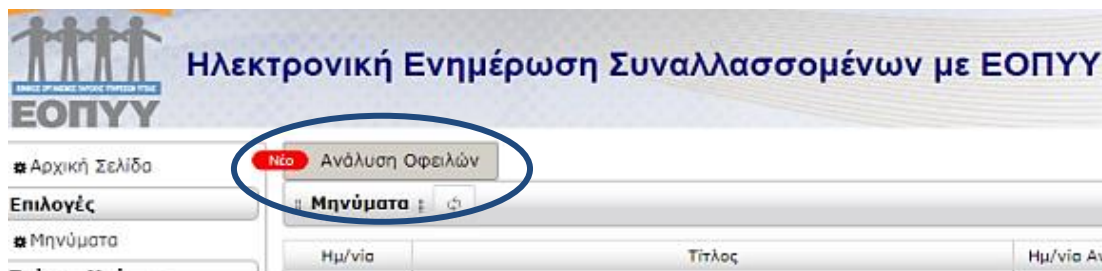 Ηλεκτρονική Ενημέρωση Συναλλασσομένων με ΕΟΠΥΥ
ΕΟΠΥΥ
Αρχική Σελίδα
Νέο Ανάλυση Οφειλών
Επιλογές
Μηνύματα
Μηνύματα
Ημ/νία Τίτλος Ημ/νία Αν